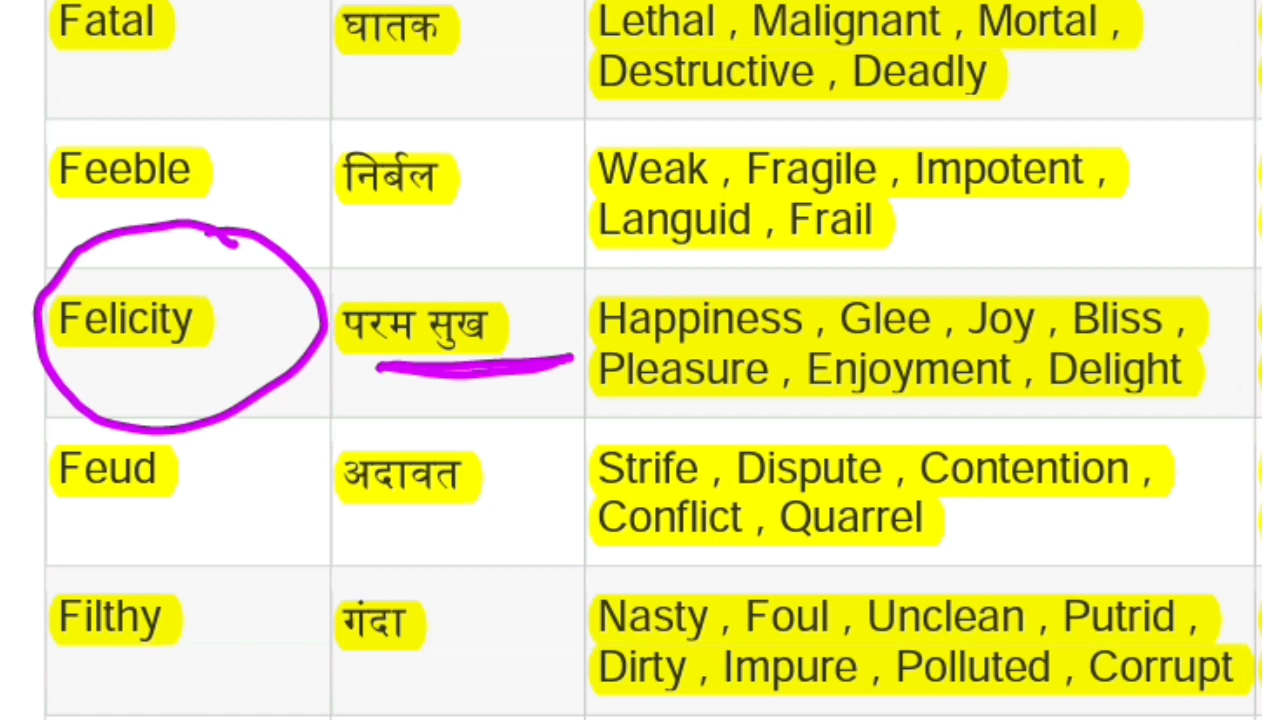 Fatal घातक Lethal , Malignant , Mortal ,
Destructive , Deadly
Feeble निर्बल Weak , Fragile , Impotent ,
Languid , Frail
Felicity परम सुख Happiness , Glee , Joy , Bliss ,
Pleasure , Enjoyment , Delight
Feud अदावत Strife , Dispute , Contention ,
Conflict , Quarrel
Filthy गंदा Nasty , Foul , Unclean , Putrid ,
Dirty , Impure , Polluted , Corrupt